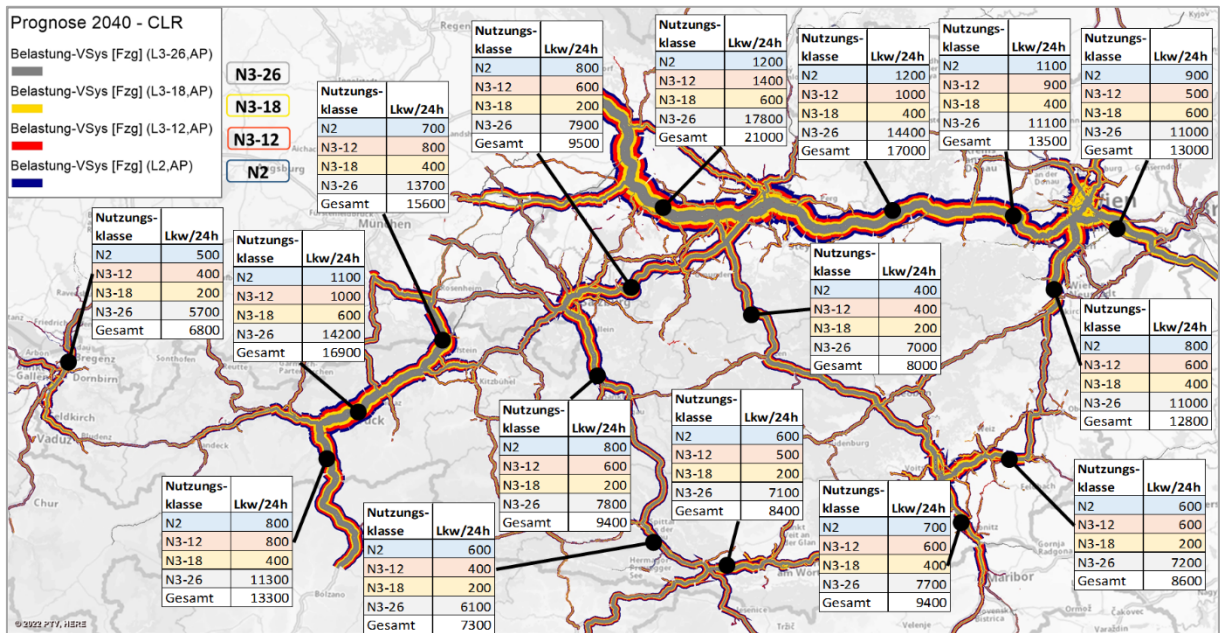 Prognose 2040 - CLR
Belastung-VSys [Fzg] (L3-26,AP)
Belastung-VSys [Fzg] (L3-18,AP)
Belastung-VSys [Fzg] (L3-12,AP)
Belastung-VSys [Fzg] (L2,AP)
N3-26
N3-18
N3-12
N2
Nutzungs-
klasse Lkw/24h
N2 700
N3-12 800
N3-18 400
N3-26 13700
Gesamt 15600
Nutzungs-
klasse Lkw/24h
N2 800
N3-12 600
N3-18 200
N3-26 7900
Gesamt 9500
Nutzungs-
klasse Lkw/24h
N2 1200
N3-12 1400
N3-18 600
N3-26 17800
Gesamt 21000
Nutzungs-
klasse Lkw/24h
N2 1200
N3-12 1000
N3-18 400
N3-26 14400
Gesamt 17000
Nutzungs-
klasse Lkw/24h
N2 1100
N3-12 900
N3-18 400
N3-26 11100
Gesamt 13500
Nutzungs-
klasse Lkw/24h
N2 900
N3-12 500
N3-18 600
N3-26 11000
Gesamt 13000
Nutzungs-
klasse Lkw/24h
N2 500
N3-12 400
N3-18 200
N3-26 5700
Gesamt 6800
Nutzungs-
klasse Lkw/24h
N2 1100
N3-12 1000
N3-18 600
N3-26 14200
Gesamt 16900
Nutzungs-
klasse Lkw/24h
N2 400
N3-12 400
N3-18 200
N3-26 7000
Gesamt 8000
Nutzungs-
klasse Lkw/24h
N2 800
N3-12 600
N3-18 400
N3-26 11000
Gesamt 12800
Nutzungs-
klasse Lkw/24h
N2 800
N3-12 800
N3-18 400
N3-26 11300
Gesamt 13300
Nutzungs-
klasse Lkw/24h
N2 600
N3-12 400
N3-18 200
N3-26 6100
Gesamt 7300
Nutzungs-
klasse Lkw/24h
N2 800
N3-12 600
N3-18 200
N3-26 7800
Gesamt 9400
Nutzungs-
klasse Lkw/24h
N2 600
N3-12 500
N3-18 200
N3-26 7100
Gesamt 8400
Nutzungs-
klasse Lkw/24h
N2 700
N3-12 600
N3-18 400
N3-26 7700
Gesamt 9400
Nutzungs-
klasse Lkw/24h
N2 600
N3-12 600
N3-18 200
N3-26 7200
Gesamt 8600
München
Rosenheim
Kitzbühel
Sonthofen
Reutte
Bregenz
Dornbirn
Vaduz
Chur
Landeck
Bolzano
Maribor
Velenje
Varaždin
Čakovec
Ormož
Tržič
Gornja
Radgona
Weiz
© 2022 PTV, HERE